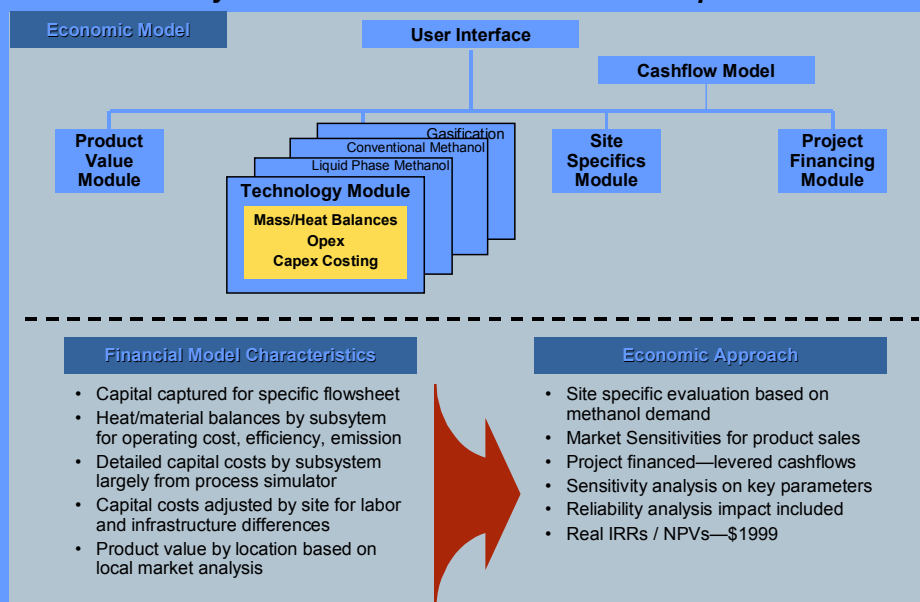 Economic Model
User Interface
Cashflow Model
Product
Value
Module
Gasification
Conventional Methanol
Liquid Phase Methanol
Technology Module
Mass/Heat Balances
Opex
Capex Costing
Site
Specifics
Module
Project
Financing
Module
Financial Model Characteristics
• Capital captured for specific flowsheet
• Heat/material balances by subsytem
for operating cost, efficiency, emission
• Detailed capital costs by subsystem
largely from process simulator
• Capital costs adjusted by site for labor
and infrastructure differences
• Product value by location based on
local market analysis
Economic Approach
• Site specific evaluation based on
methanol demand
• Market Sensitivities for product sales
• Project financed—levered cashflows
• Sensitivity analysis on key parameters
• Reliability analysis impact included
• Real IRRs / NPVs—$1999